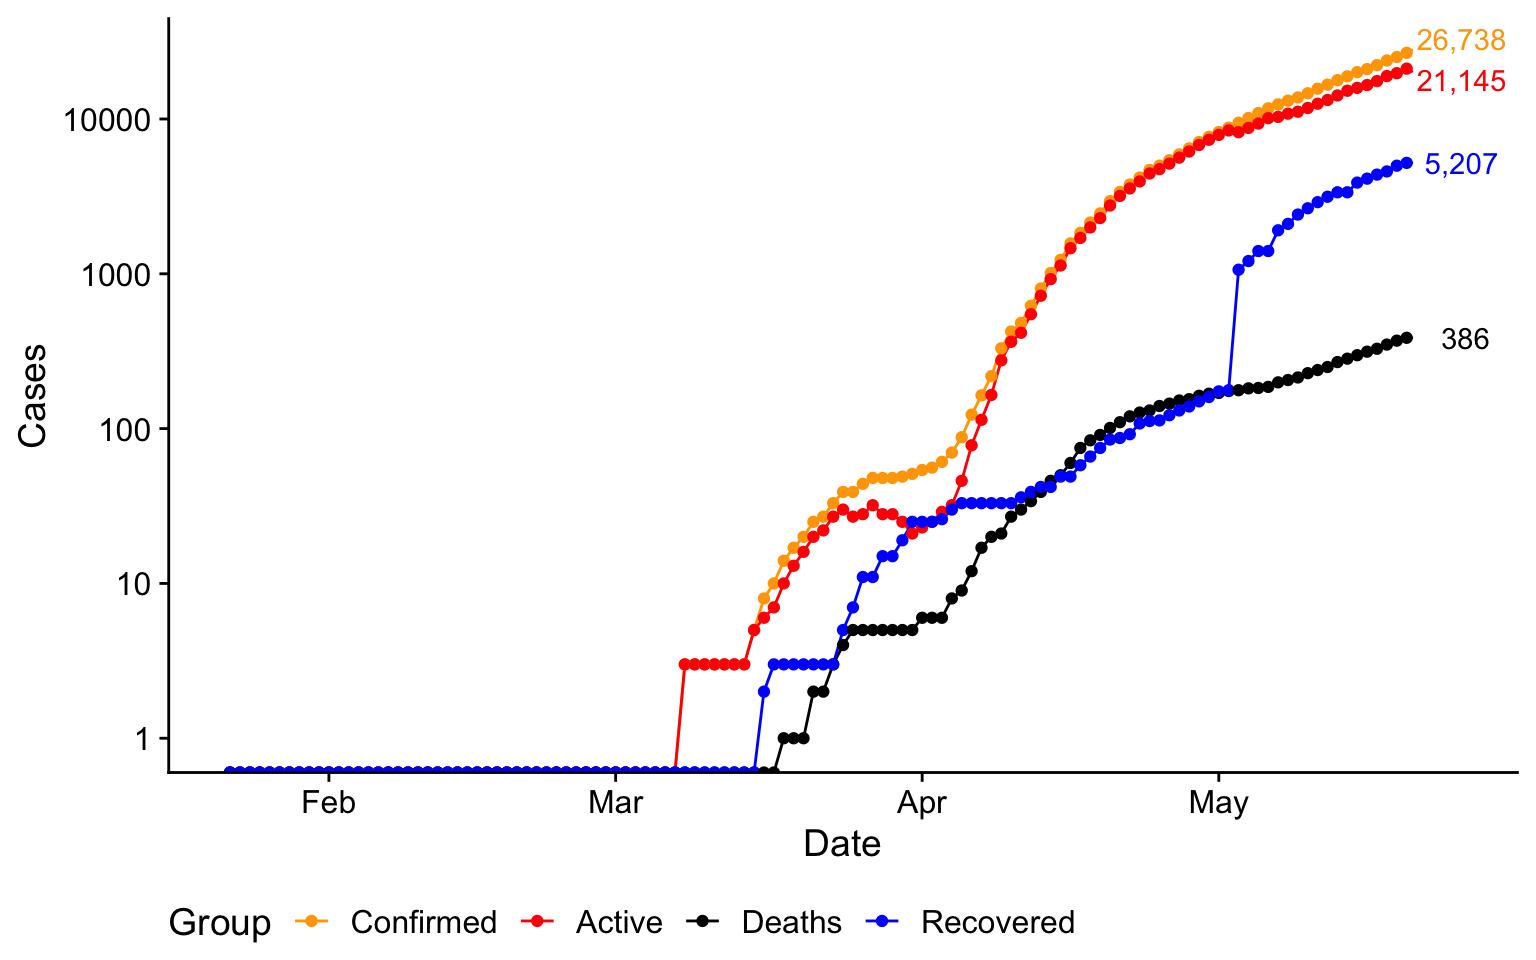 26,738
21,145
10000
5,207
1000
386
Cases
100
10
1
Feb Mar Apr May
Date
Group Confirmed Active Deaths Recovered